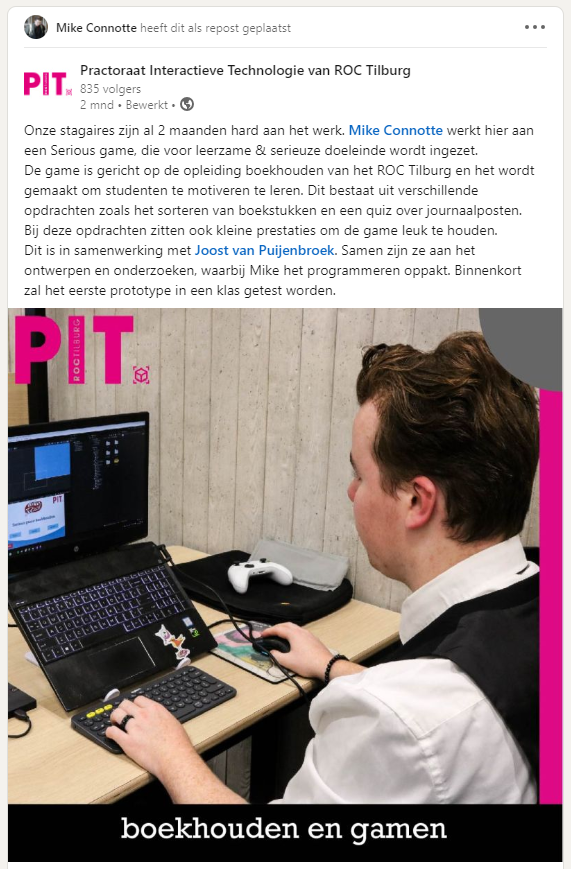 Mike Connotte heeft dit als repost geplaatst
PIT.
Practoraat Interactieve Technologie van ROC Tilburg
835 volgers
2 mnd • Bewerkt •
Onze stagaires zijn al 2 maanden hard aan het werk. Mike Connotte werkt hier aan
een Serious game, die voor leerzame & serieuze doeleinde wordt ingezet.
De game is gericht op de opleiding boekhouden van het ROC Tilburg en het wordt
gemaakt om studenten te motiveren te leren. Dit bestaat uit verschillende
opdrachten zoals het sorteren van boekstukken en een quiz over journaalposten.
Bij deze opdrachten zitten ook kleine prestaties om de game leuk te houden.
Dit is in samenwerking met Joost van Puijenbroek. Samen zijn ze aan het
ontwerpen en onderzoeken, waarbij Mike het programmeren oppakt. Binnenkort
zal het eerste prototype in een klas getest worden.
PIT.
ROCTILBURG
PIT.
boekhouden en gamen